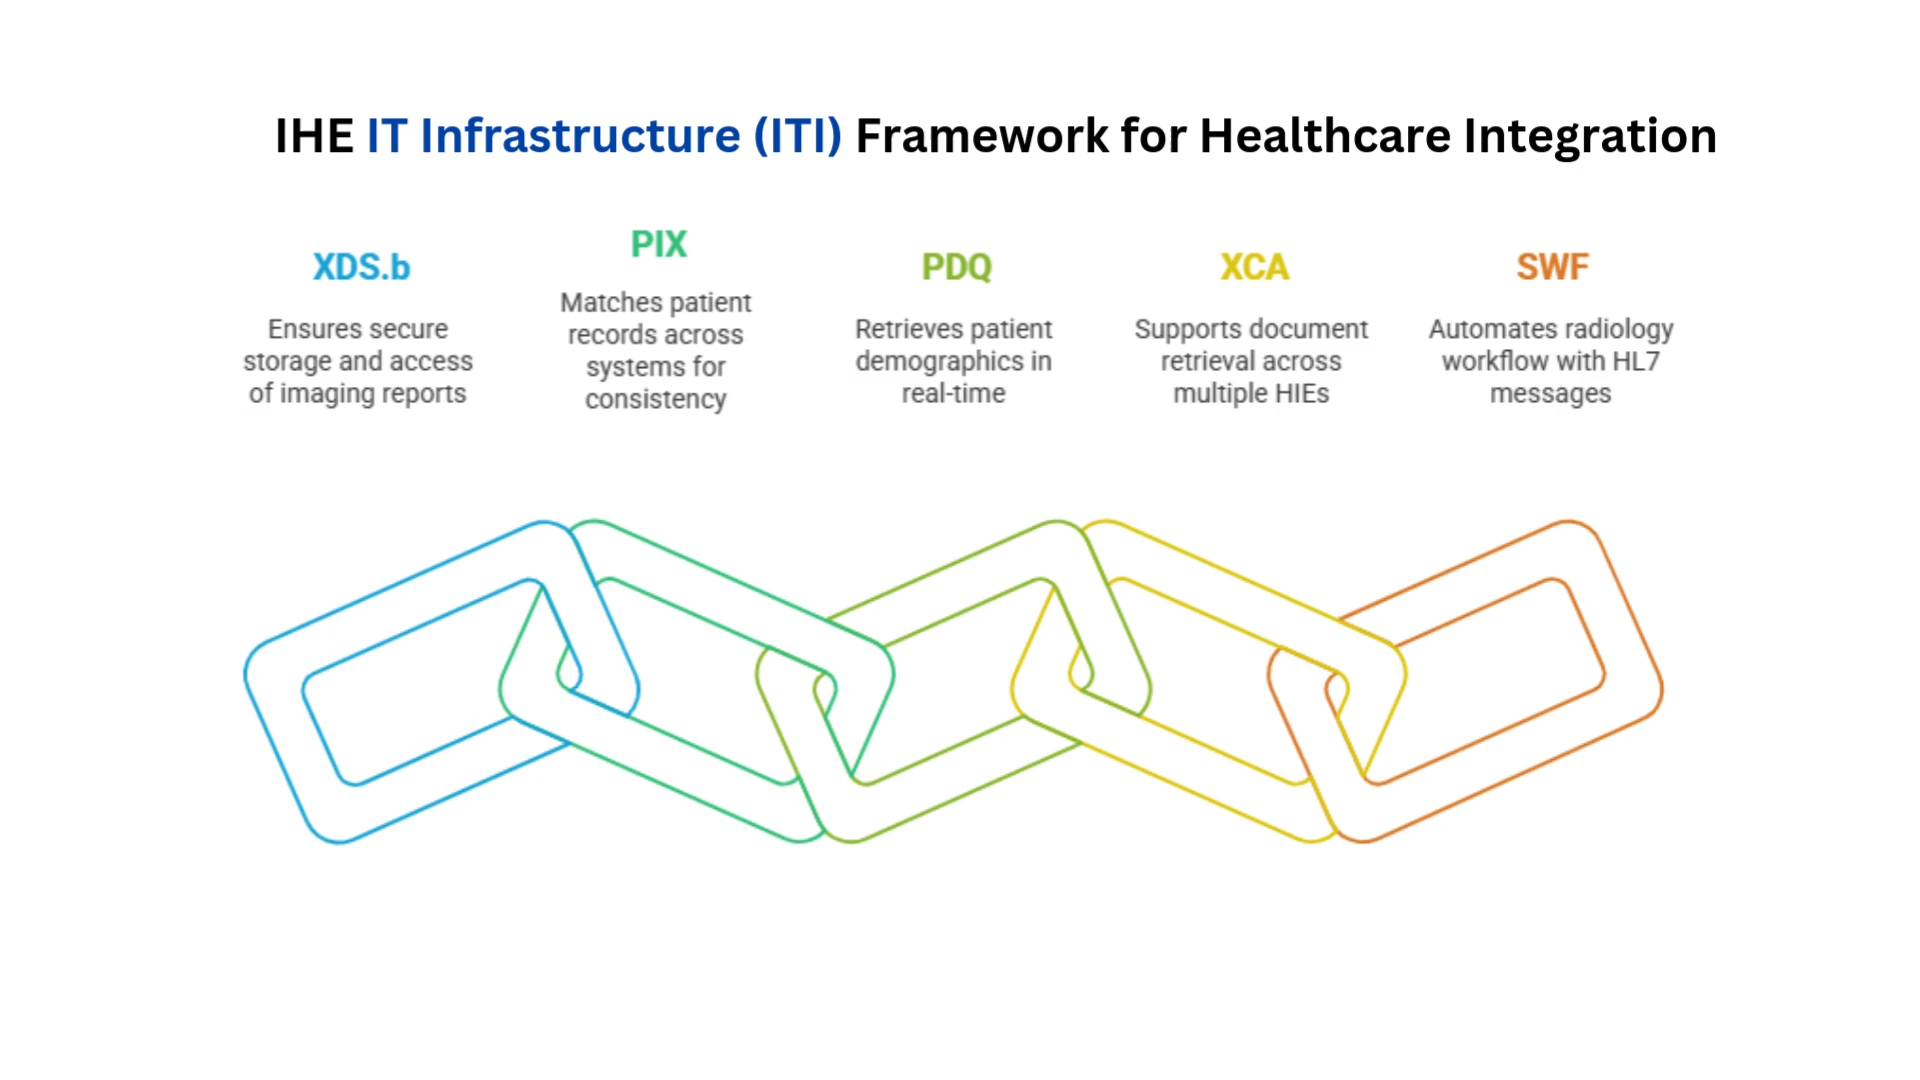 IHE IT Infrastructure (ITI) Framework for Healthcare Integration
XDS.b
Ensures secure
storage and access
of imaging reports
PIX
Matches patient
records across
systems for
consistency
PDQ
Retrieves patient
demographics in
real-time
XCA
Supports document
retrieval across
multiple HIEs
SWF
Automates radiology
workflow with HL7
messages